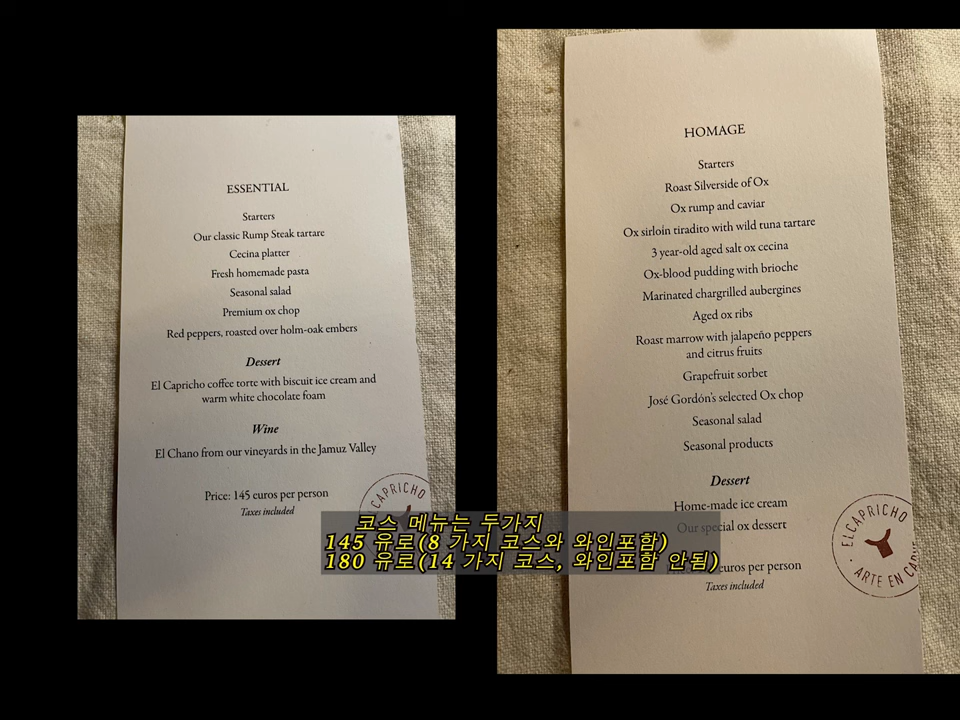 ESSENTIAL
Starters
Our classic Rump Steak tartare
Cecina platter
Fresh homemade pasta
Seasonal salad
Premium ox chop
Red peppers, roasted over holm-oak embers
Dessert
El Capricho coffee torte with biscuit ice cream and
warm white chocolate foam
Wine
El Chano from our vineyards in the Jamuz Valley
Price: 145 euros per person
Taxes included
CAPRICHO
HOMAGE
Starters
Roast Silverside of Ox
Ox rump and caviar
Ox sirloin tiradito with wild tuna tartare
3 year-old aged salt ox cecina
Ox-blood pudding with brioche
Marinated chargrilled aubergines
Aged ox ribs
Roast marrow with jalapeño peppers
and citrus fruits
Grapefruit sorbet
José Gordón's selected Ox chop
Seasonal salad
Seasonal products
Dessert
Home-made ice cream
Our special ox dessert
euros per person
Taxes included
ELCAPRICHO
ARTE EN
코스 메뉴는 두가지
145 유로(8 가지 코스와 와인포함)
180 유로(14 가지 코스, 와인포함 안됨)